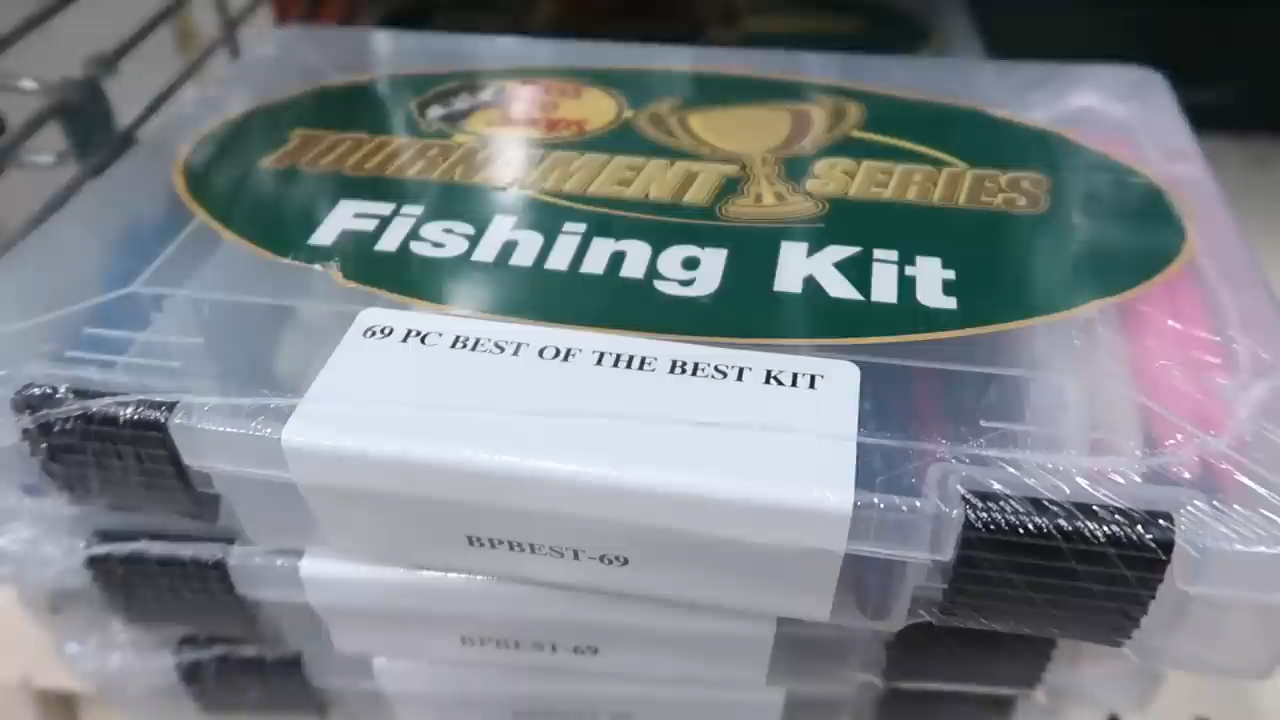 TOURNAMENT SERIES
Fishing Kit
69 PC BEST OF THE BEST KIT
BPBEST-69
BPBEST-69